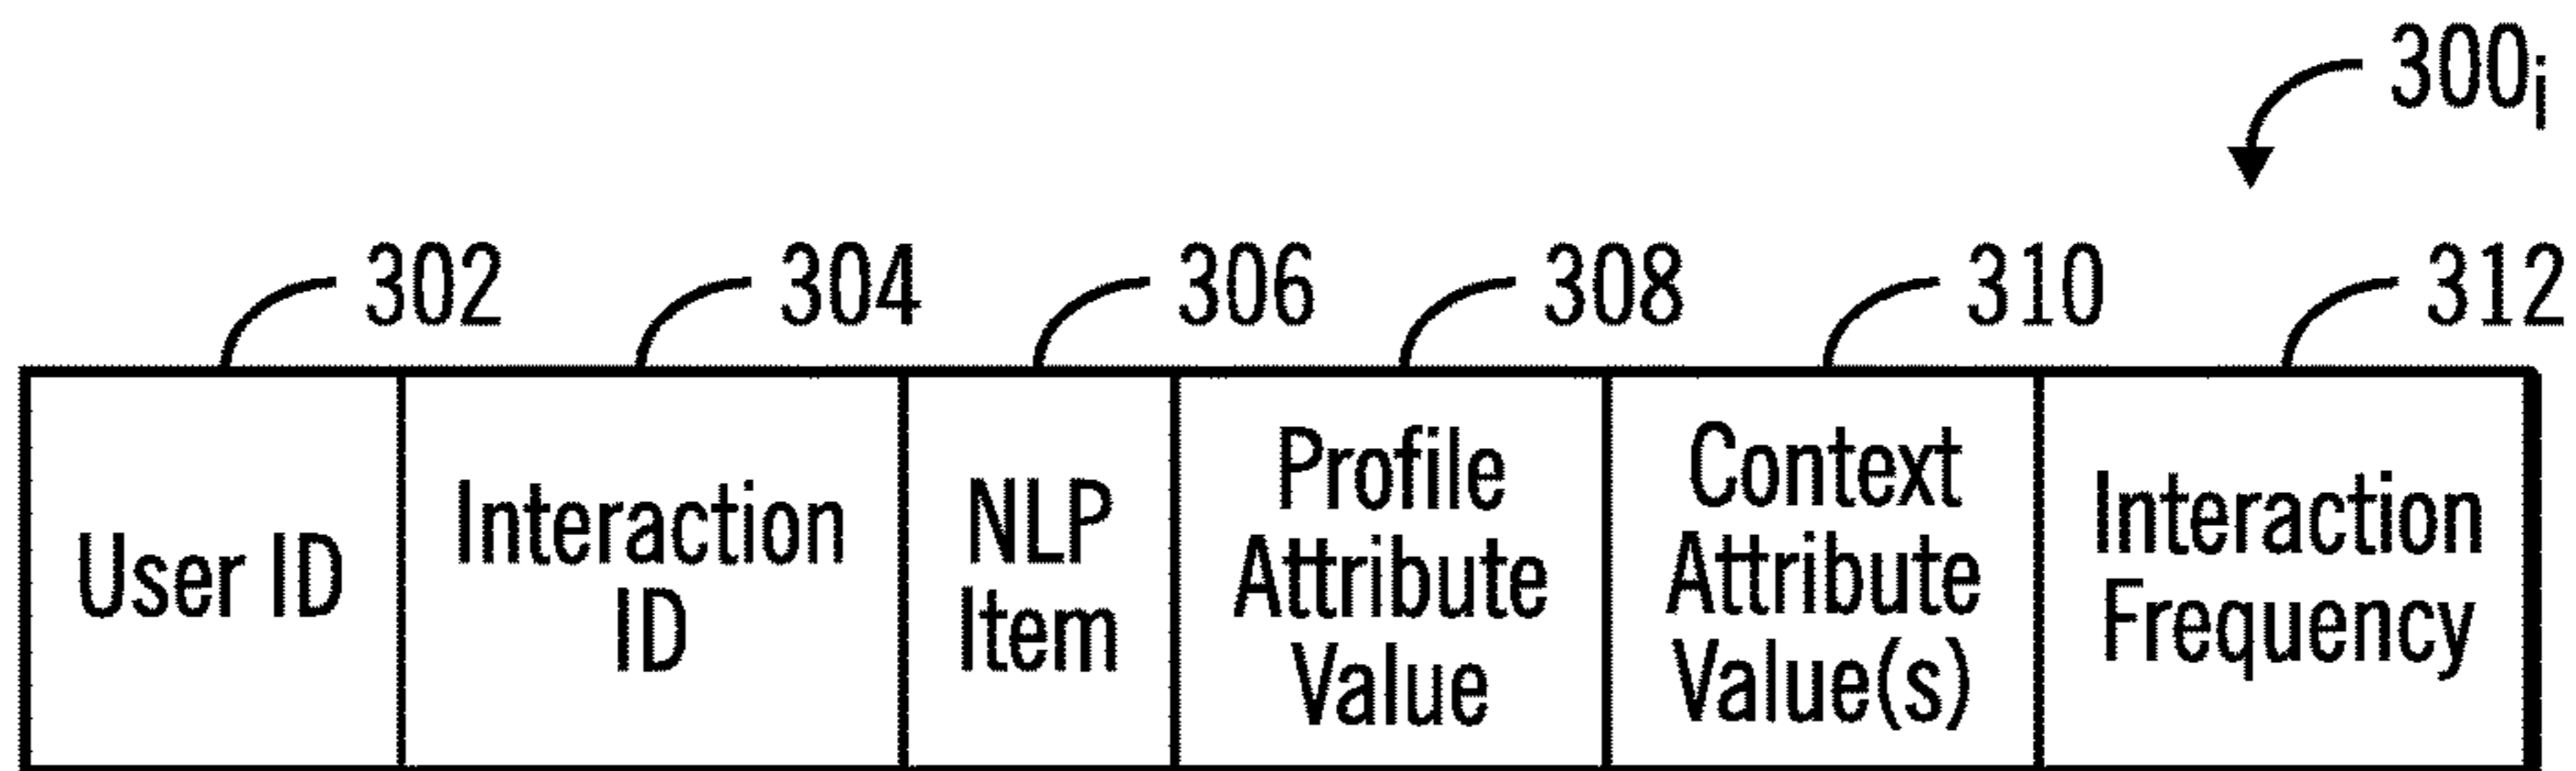 300i
302
304
306
308
310
312
User ID
Interaction
ID
NLP
Item
Profile
Attribute
Value
Context
Attribute
Value(s)
Interaction
Frequency